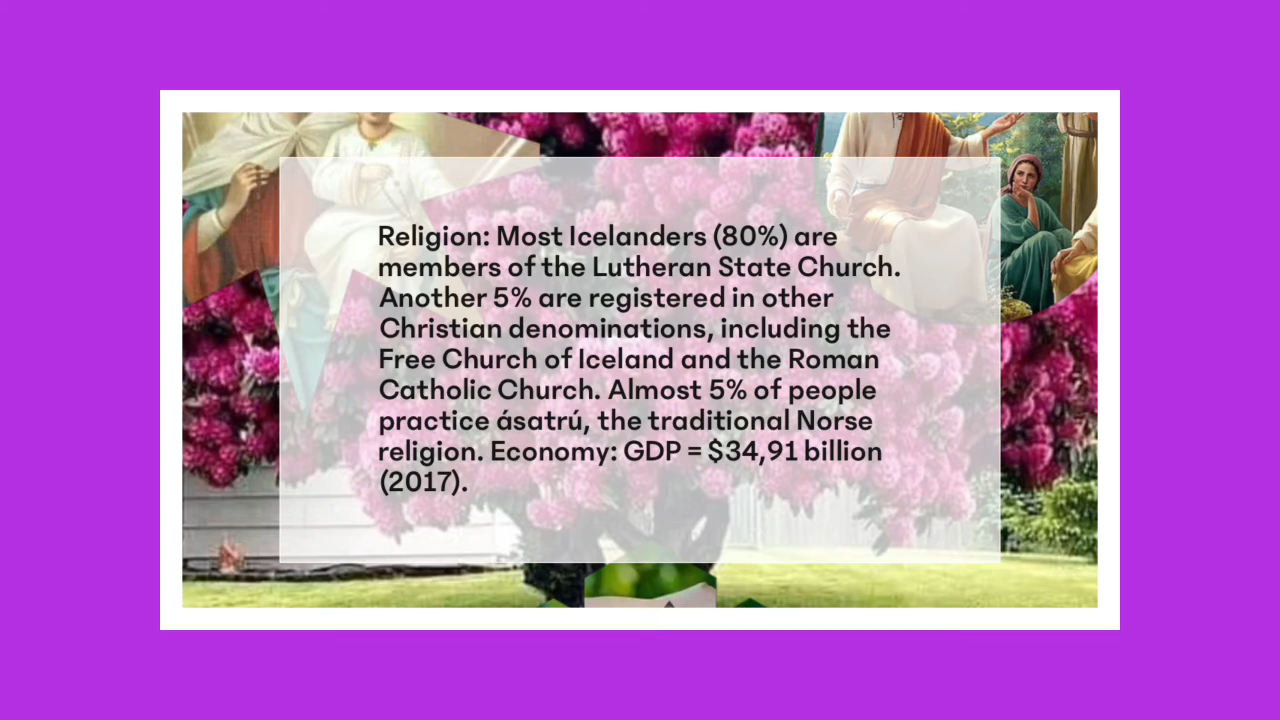 Religion: Most Icelanders (80%) are
members of the Lutheran State Church.
Another 5% are registered in other
Christian denominations, including the
Free Church of Iceland and the Roman
Catholic Church. Almost 5% of people
practice ásatrú, the traditional Norse
religion. Economy: GDP = $34,91 billion
(2017).